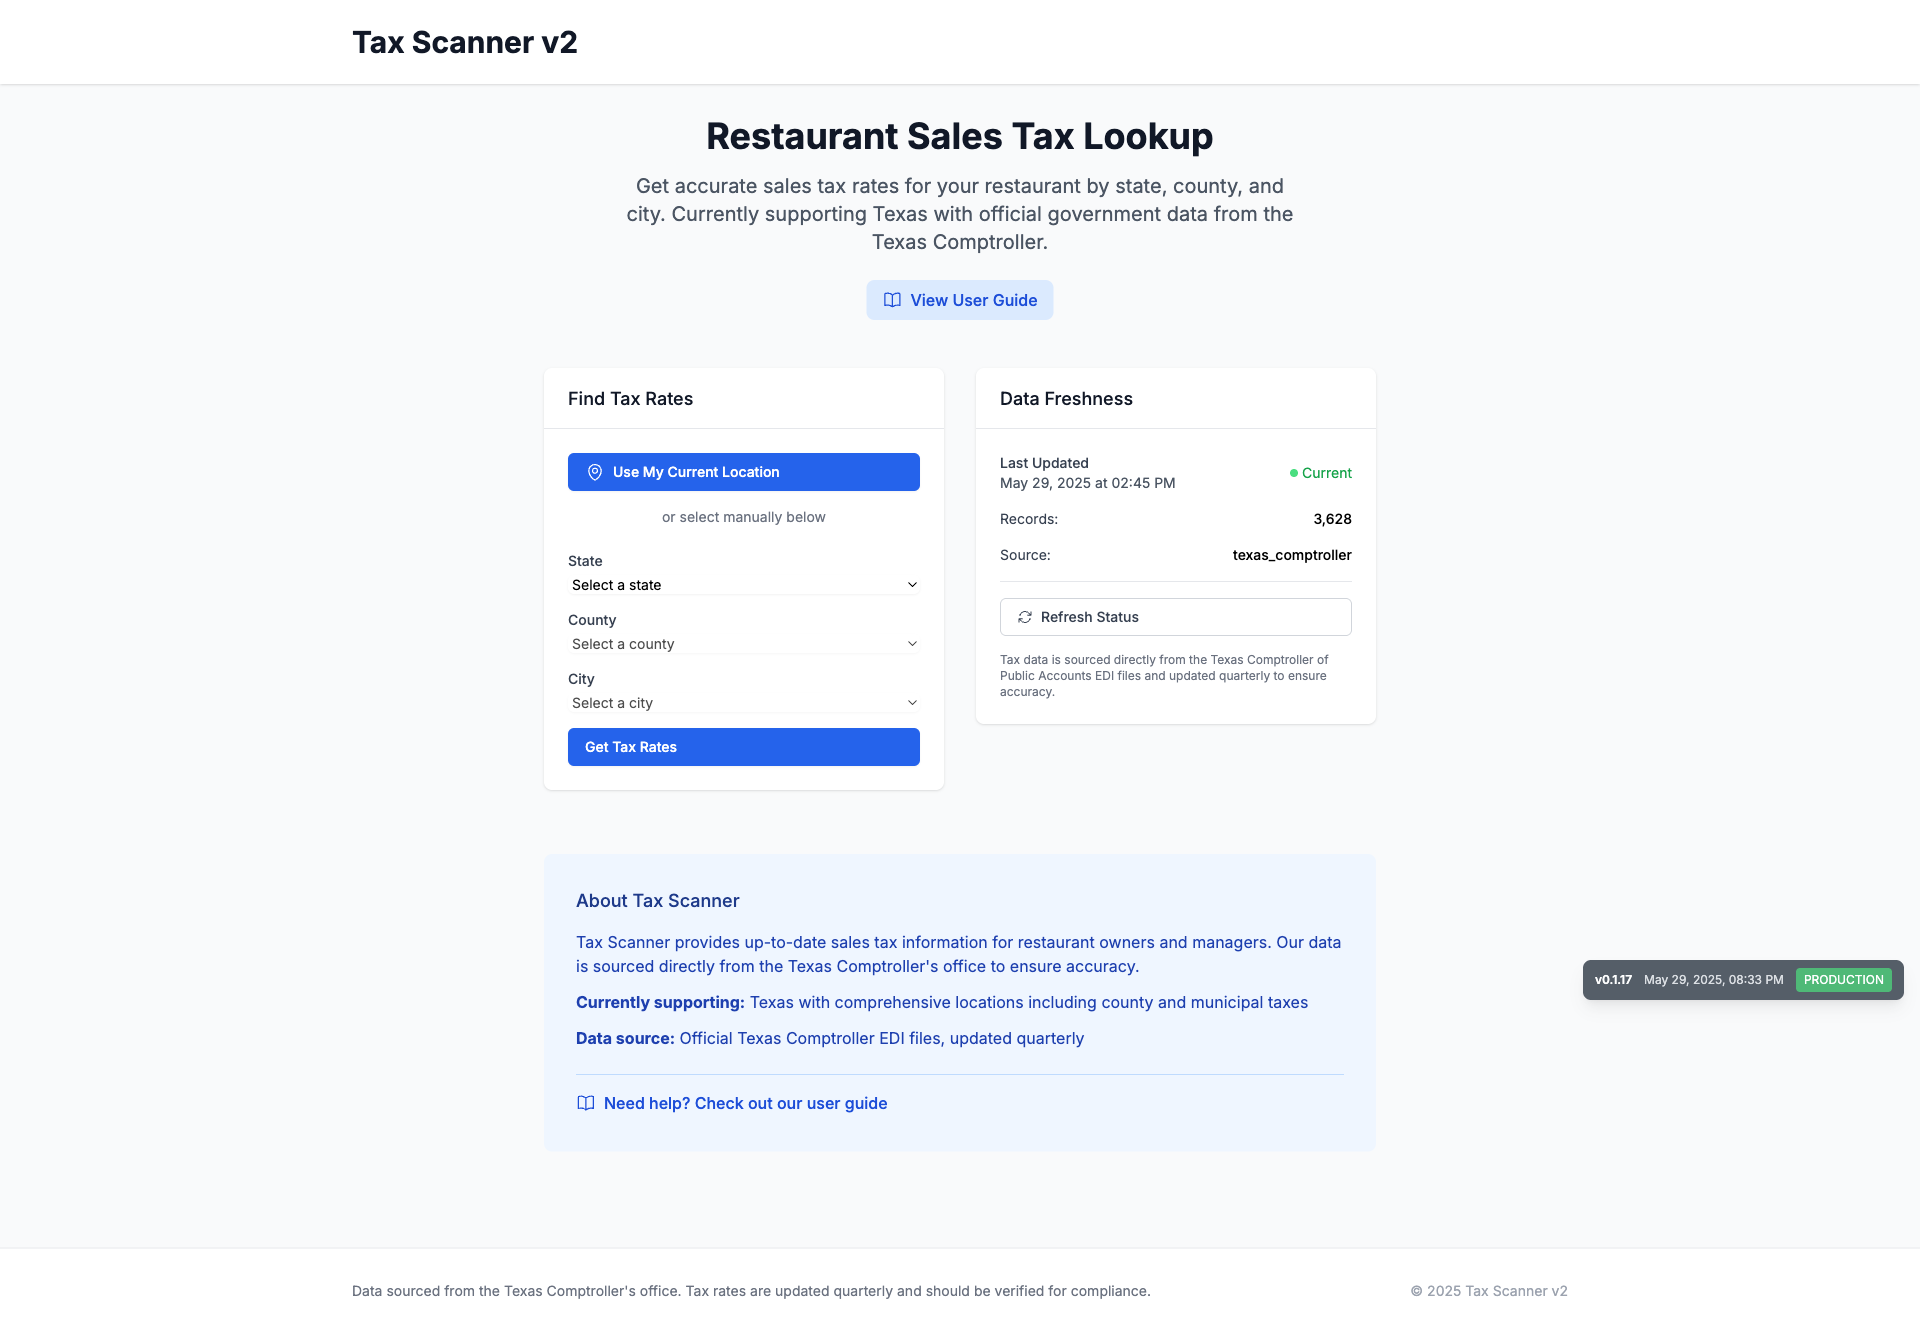 Tax Scanner v2
Restaurant Sales Tax Lookup
Get accurate sales tax rates for your restaurant by state, county, and
city. Currently supporting Texas with official government data from the
Texas Comptroller.
View User Guide
Find Tax Rates
Use My Current Location
or select manually below
State
Select a state
County
Select a county
City
Select a city
Get Tax Rates
Data Freshness
Last Updated
May 29, 2025 at 02:45 PM
Current
Records:
3,628
Source:
texas_comptroller
Refresh Status
Tax data is sourced directly from the Texas Comptroller of
Public Accounts EDI files and updated quarterly to ensure
accuracy.
About Tax Scanner
Tax Scanner provides up-to-date sales tax information for restaurant owners and managers. Our data
is sourced directly from the Texas Comptroller's office to ensure accuracy.
Currently supporting: Texas with comprehensive locations including county and municipal taxes
Data source: Official Texas Comptroller EDI files, updated quarterly
Need help? Check out our user guide
v0.1.17 May 29, 2025, 08:33 PM PRODUCTION
Data sourced from the Texas Comptroller's office. Tax rates are updated quarterly and should be verified for compliance.
© 2025 Tax Scanner v2